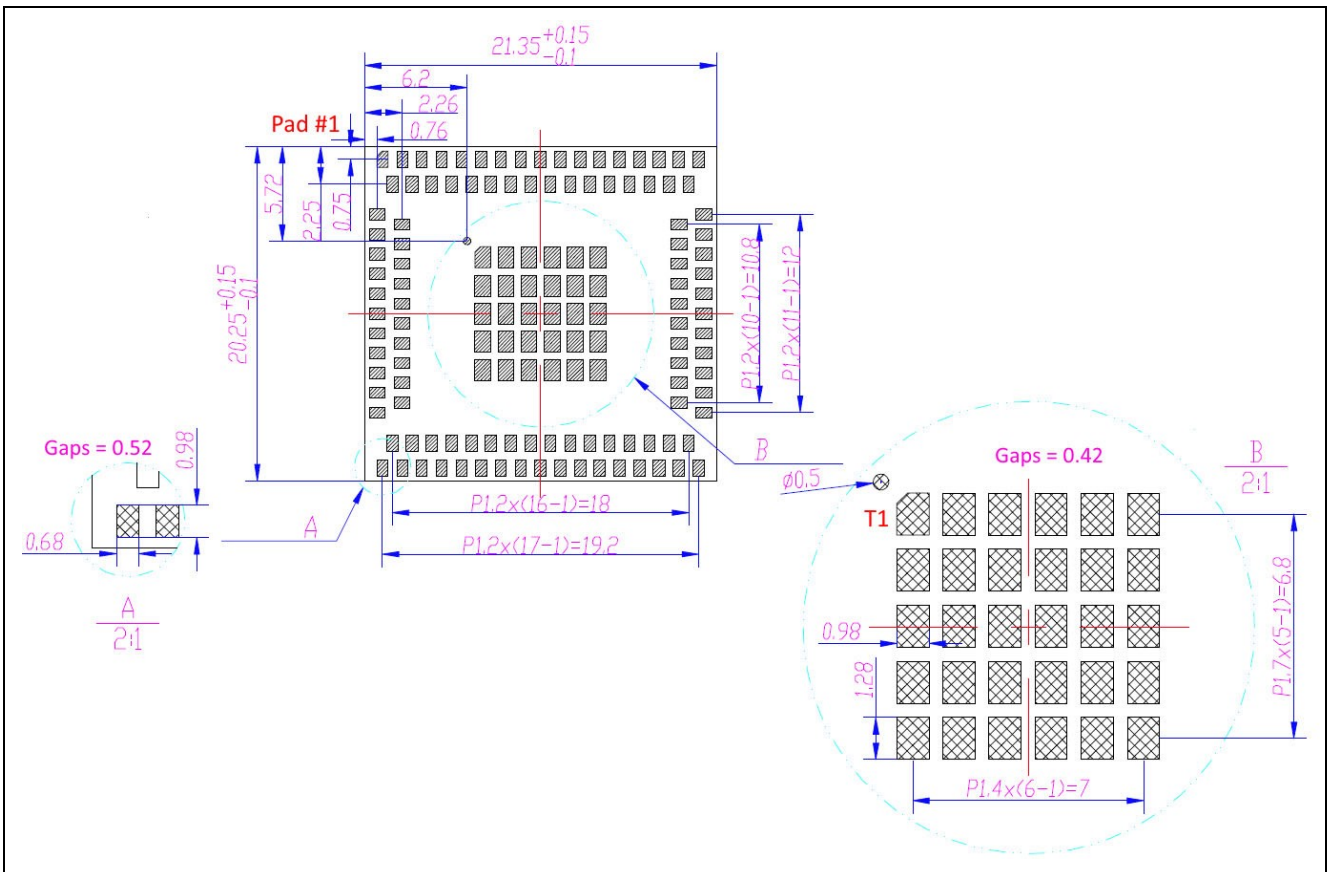 21.35 +0.15 -0.1
6.2
2.26
Pad #1
0.76
5.72
2.25
0.75
20.25 +0.15 -0.1
P1.2x(10-1)=10.8
P1.2x(11-1)=12
Gaps = 0.52
0.98
0.68
A
2:1
A
P1.2x(16-1)=18
P1.2x(17-1)=19.2
B
Gaps = 0.42
B
2:1
ø0.5
T1
0.98
1.28
P1.7x(5-1)=6.8
P1.4x(6-1)=7